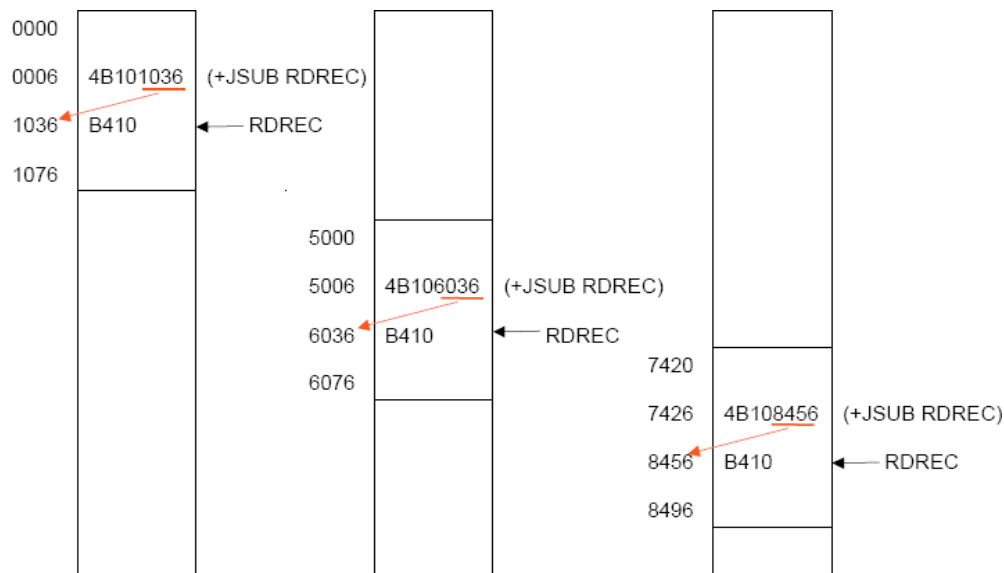 0000
0006 4B101036 (+JSUB RDREC)
1036 B410 RDREC
1076
5000
5006 4B106036 (+JSUB RDREC)
6036 B410 RDREC
6076
7420
7426 4B108456 (+JSUB RDREC)
8456 B410 RDREC
8496